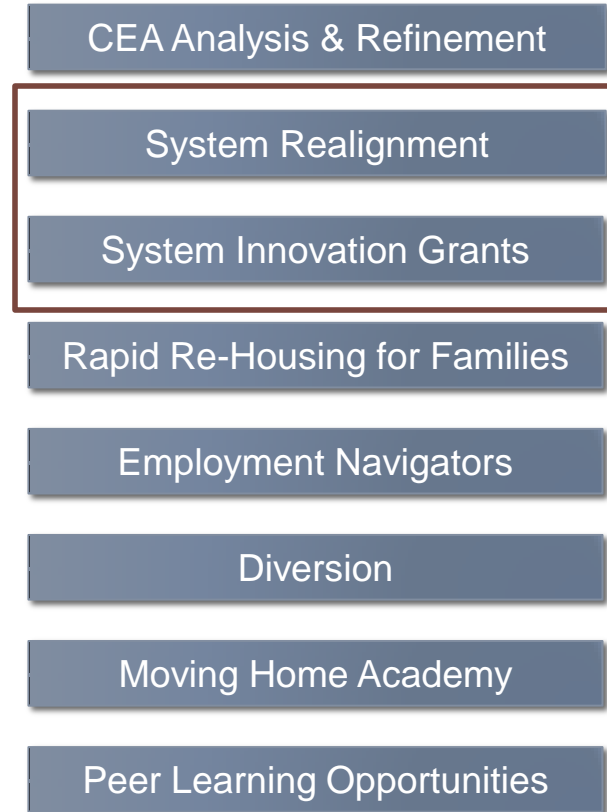 CEA Analysis & Refinement
System Realignment
System Innovation Grants
Rapid Re-Housing for Families
Employment Navigators
Diversion
Moving Home Academy
Peer Learning Opportunities